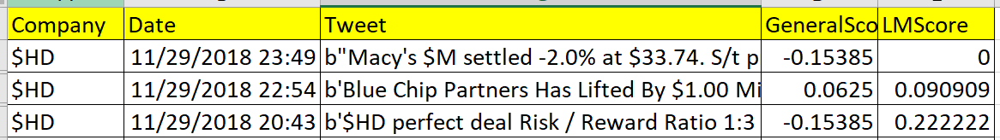 Company Date Tweet GeneralSco LMScore
$HD 11/29/2018 23:49 b"Macy's $M settled -2.0% at $33.74. S/t p -0.15385 0
$HD 11/29/2018 22:54 b'Blue Chip Partners Has Lifted By $1.00 Mi 0.0625 0.090909
$HD 11/29/2018 20:43 b'$HD perfect deal Risk / Reward Ratio 1:3 -0.15385 0.222222